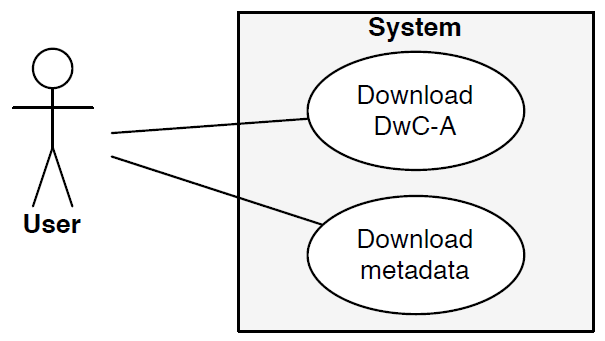 System
Download
DwC-A
User
Download
metadata